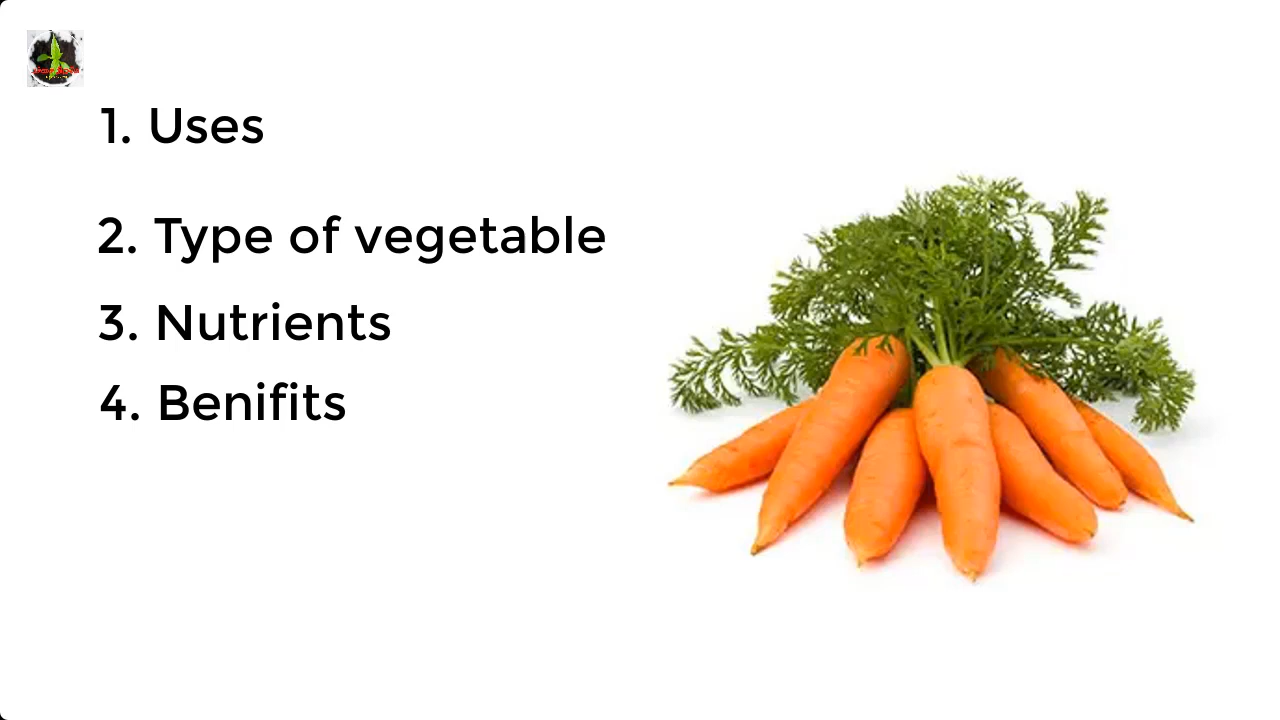 1. Uses
2. Type of vegetable
3. Nutrients
4. Benifits